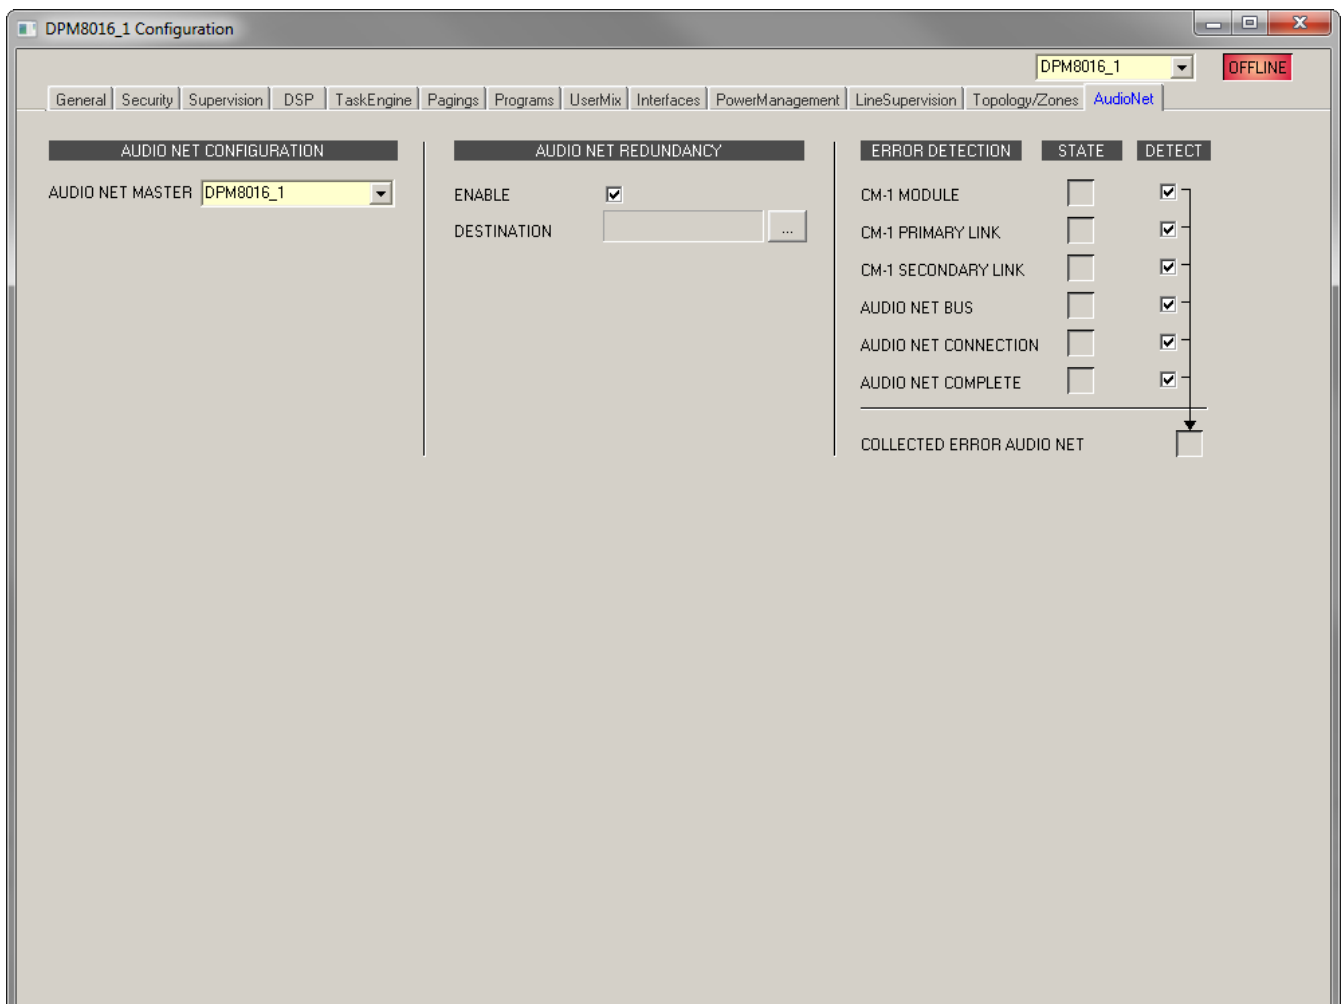 DPM8016_1 Configuration
DPM8016_1 OFFLINE
General Security Supervision DSP TaskEngine Pagings Programs UserMix Interfaces PowerManagement LineSupervision Topology/Zones AudioNet
AUDIO NET CONFIGURATION
AUDIO NET MASTER DPM8016_1
AUDIO NET REDUNDANCY
ENABLE
DESTINATION ...
ERROR DETECTION STATE DETECT
CM-1 MODULE
CM-1 PRIMARY LINK
CM-1 SECONDARY LINK
AUDIO NET BUS
AUDIO NET CONNECTION
AUDIO NET COMPLETE
COLLECTED ERROR AUDIO NET